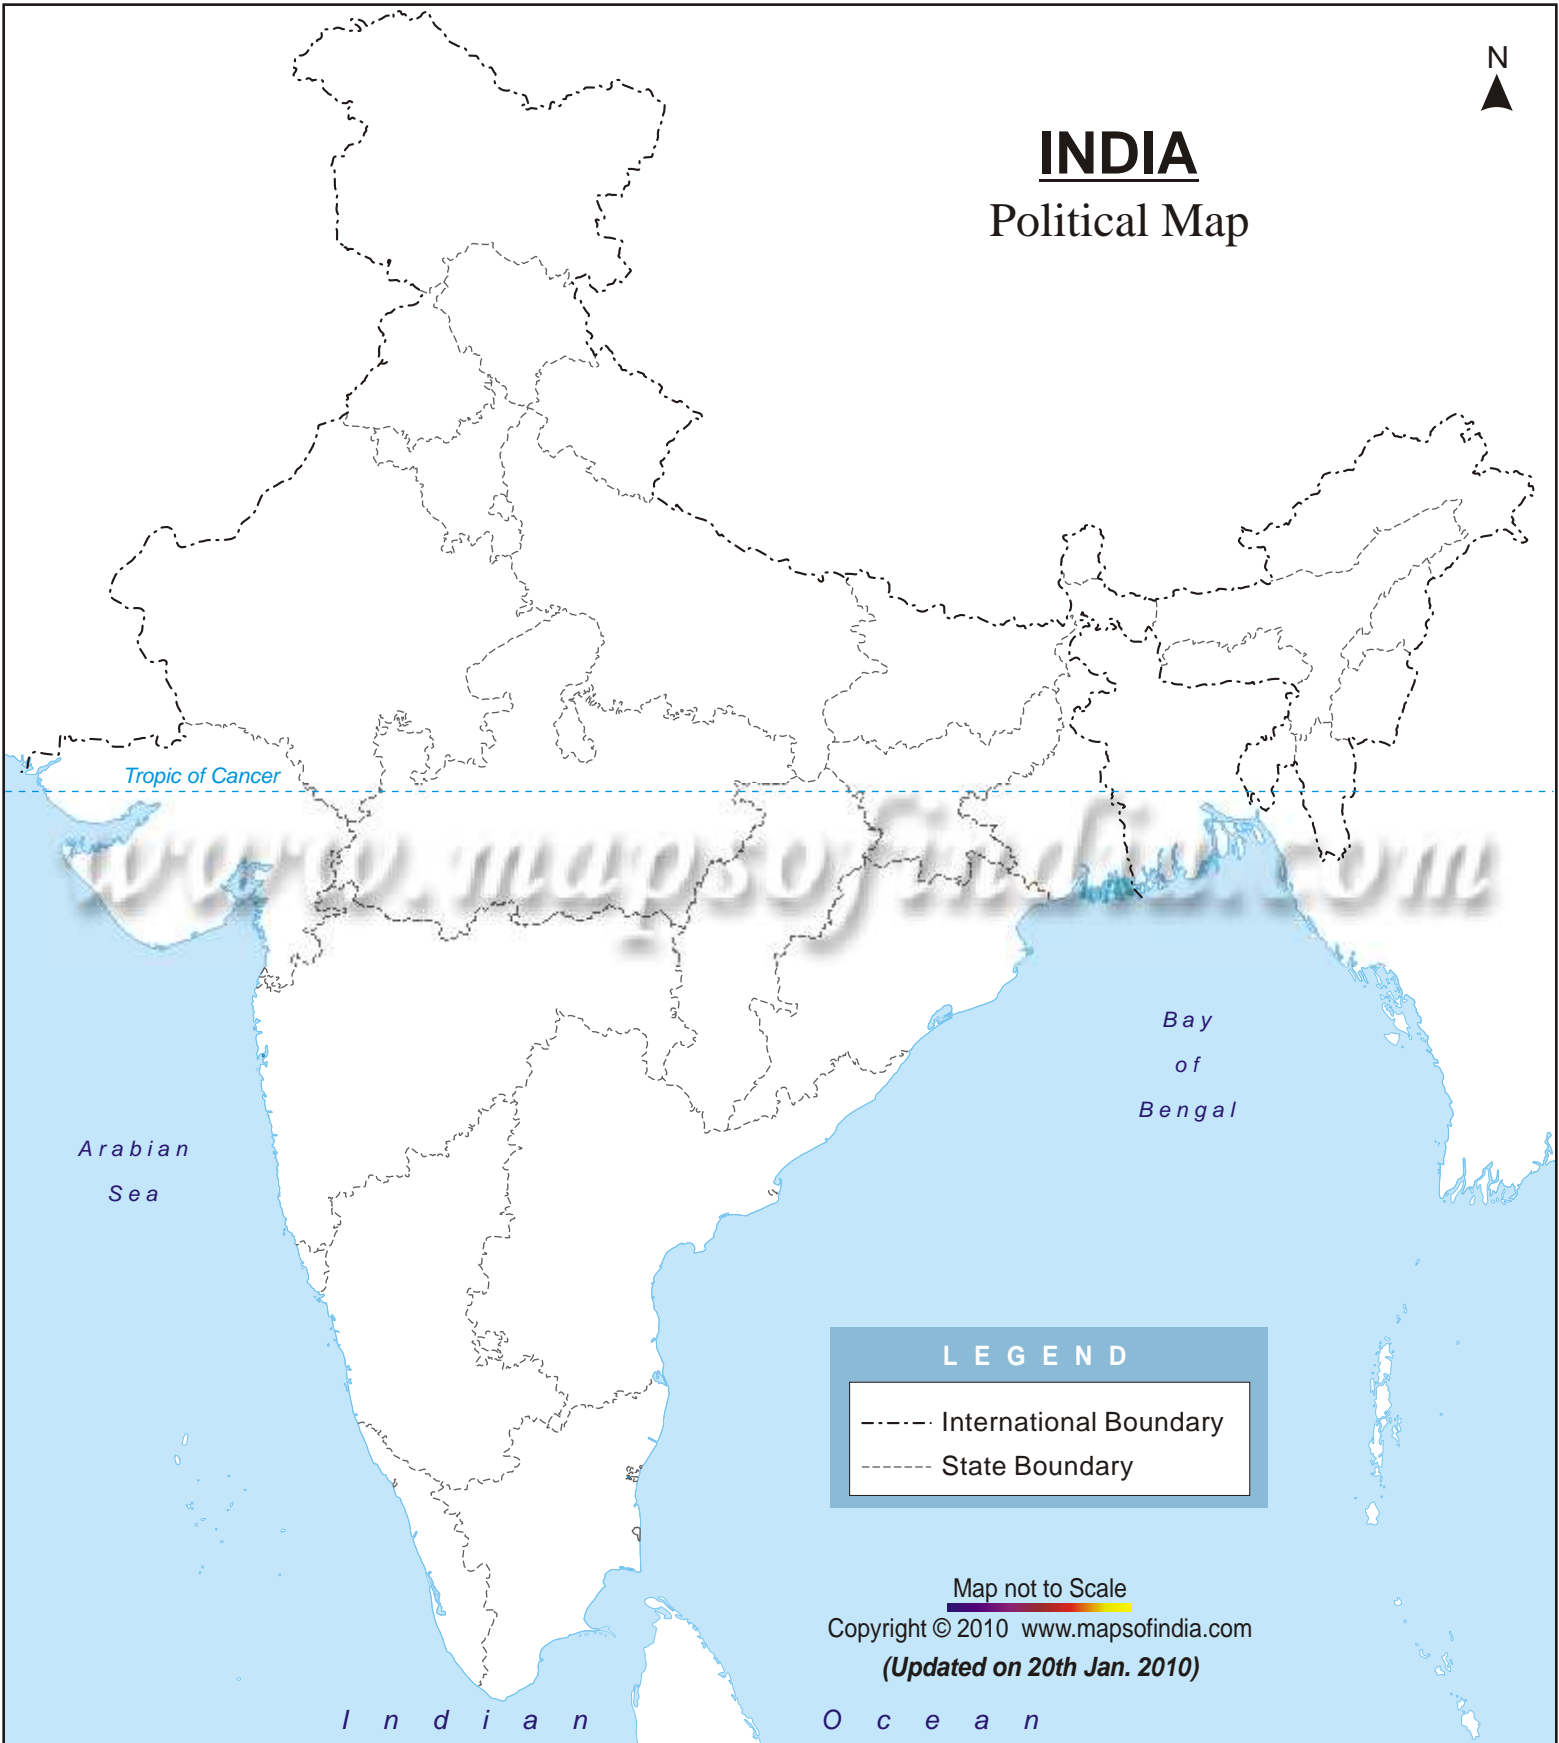 N
INDIA
Political Map
Tropic of Cancer
www.mapsofindia.com
Bay
of
Bengal
Arabian
Sea
LEGEND
International Boundary
State Boundary
Map not to Scale
Copyright © 2010 www.mapsofindia.com
(Updated on 20th Jan. 2010)
Indian Ocean